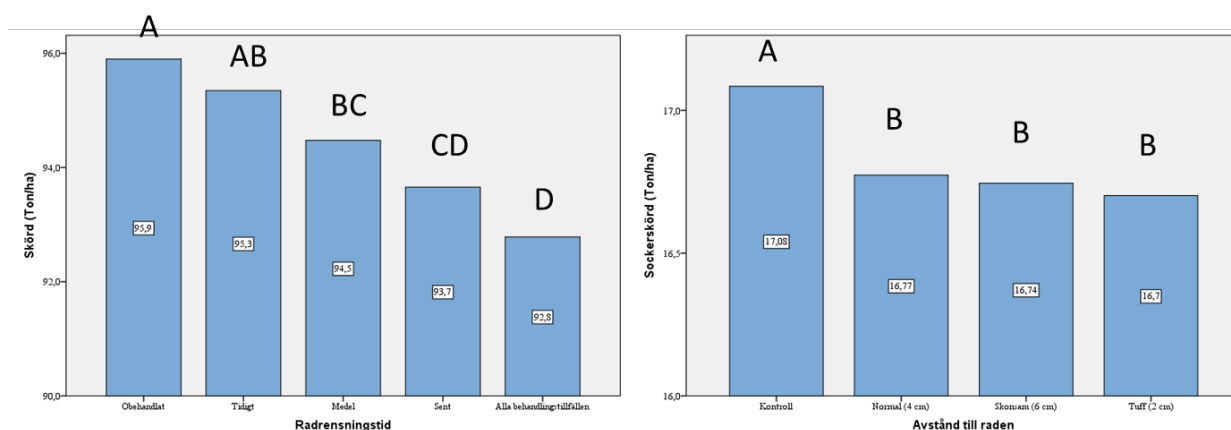 A
AB
BC
CD
D
Skörd (Ton/ha)
96,0
94,0
92,0
90,0
95,9
95,3
94,5
93,7
92,8
Obehandlat Tidigt Medel Sent Alla behandlingstillfällen
Radrensningstid
A
B B B
Sockerskörd (Ton/ha)
17,0
16,5
16,0
17,08
16,77
16,74
16,7
Kontroll Normal (4 cm) Skonsam (6 cm) Tuff (2 cm)
Avstånd till raden